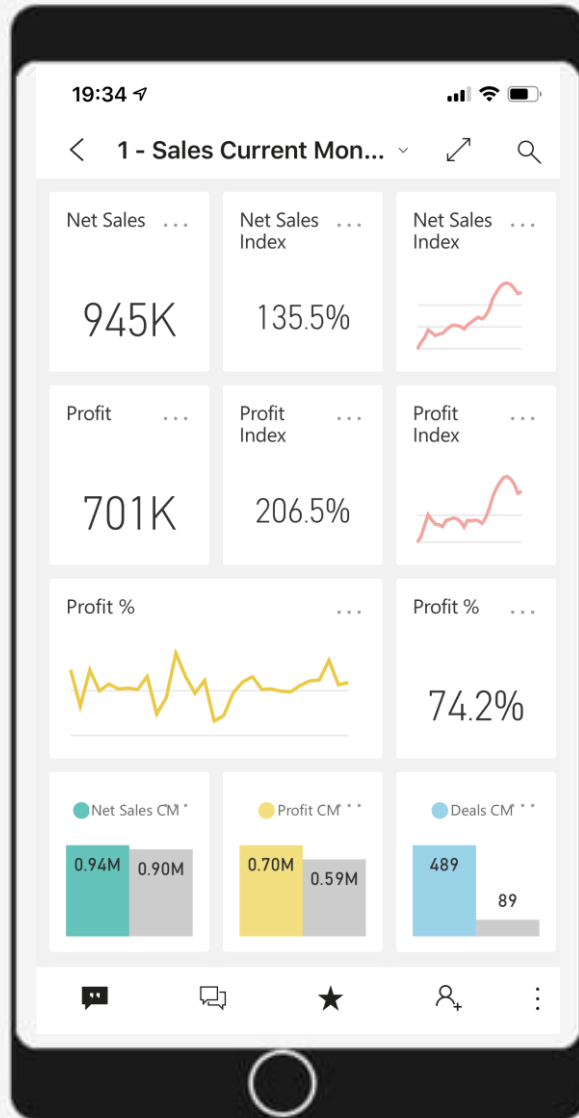 19:34
1 - Sales Current Mon...
Net Sales ...
945K
Net Sales ...
Index
135.5%
Net Sales ...
Index
Profit ...
701K
Profit ...
Index
206.5%
Profit ...
Index
Profit % ...
Profit % ...
74.2%
Net Sales CM
0.94M 0.90M
Profit CM
0.70M 0.59M
Deals CM
489 89